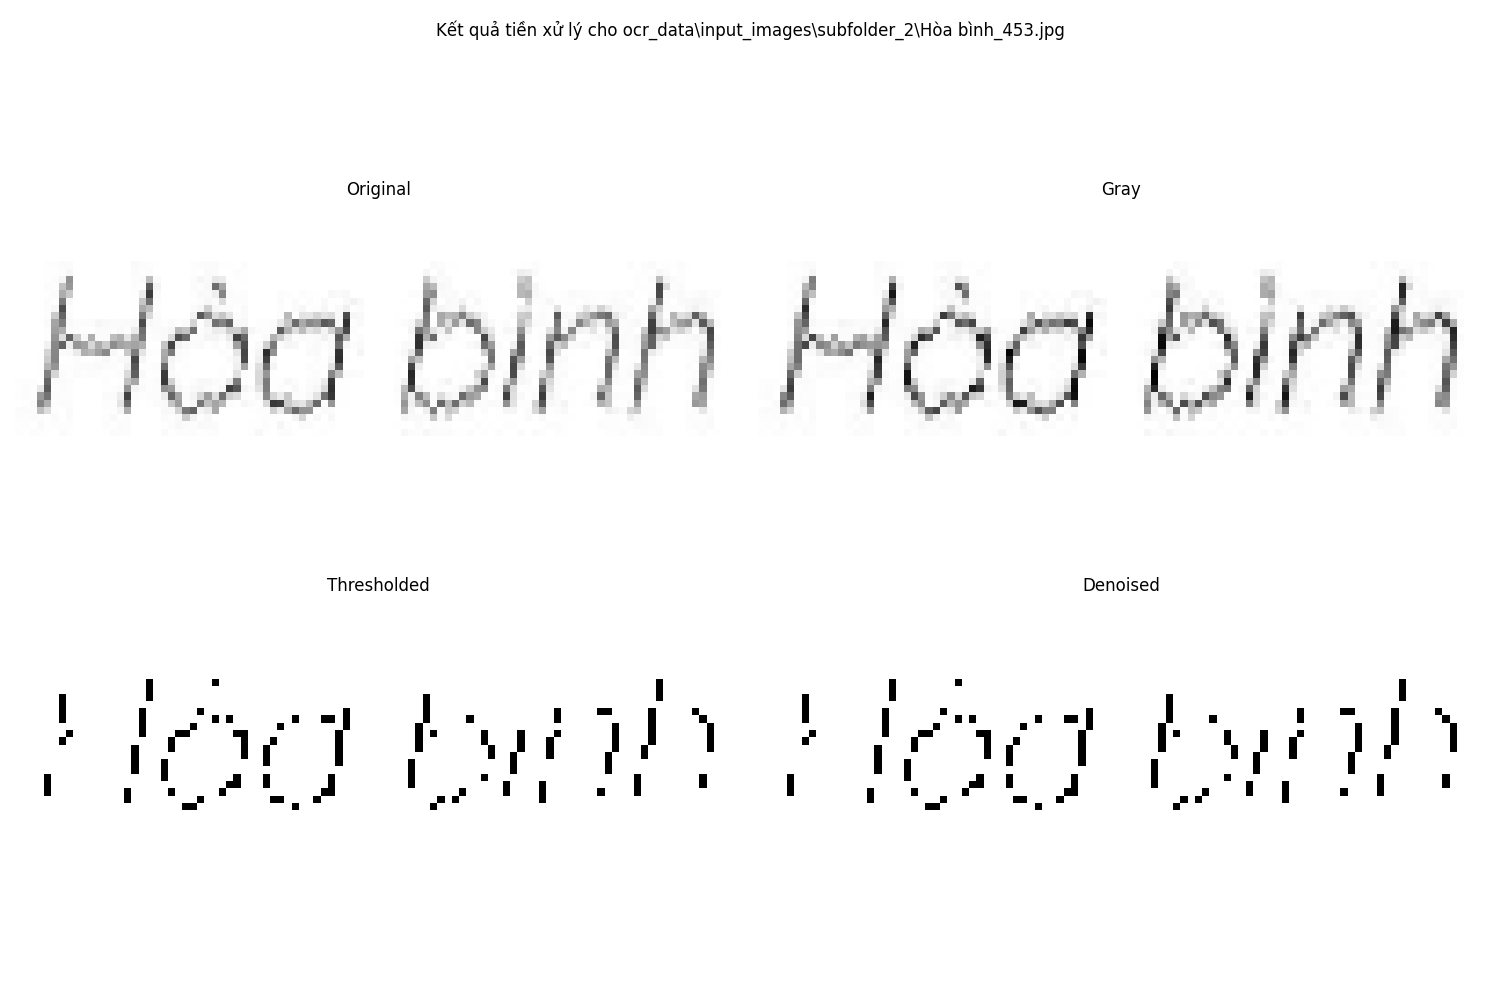 Kết quả tiền xử lý cho ocr_data\input_images\subfolder_2\Hòa bình_453.jpg
Original
Gray
Hòa bình
Hòa bình
Thresholded
Denoised